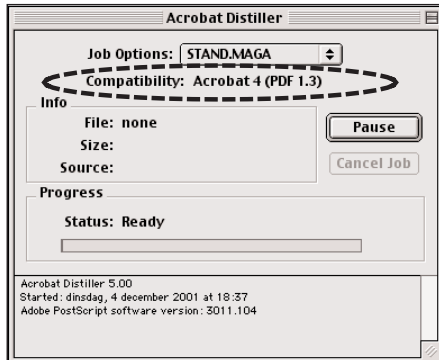 Acrobat Distiller
Job Options: STAND.MAGA
Compatibility: Acrobat 4 (PDF 1.3)
Info
File: none
Size:
Source:
Pause
Cancel Job
Progress
Status: Ready
Acrobat Distiller 5.00
Started: dinsdag, 4 december 2001 at 18:37
Adobe PostScript software version: 3011.104